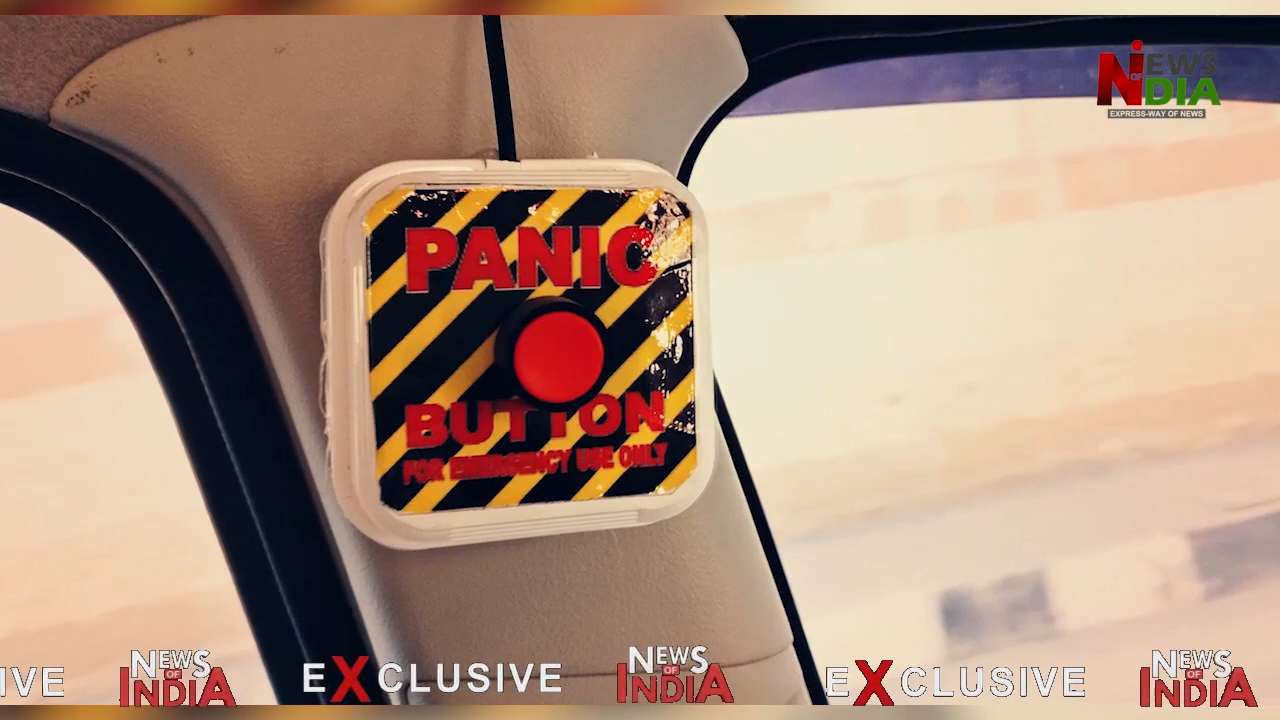 NEWS
OF
INDIA
EXPRESS-WAY OF NEWS
PANIC
BUTTON
FOR EMERGENCY USE ONLY
IVE
NEWS
OF
INDIA
EXCLUSIVE
NEWS
OF
INDIA
EXCLUSIVE
NEWS
OF
INDIA